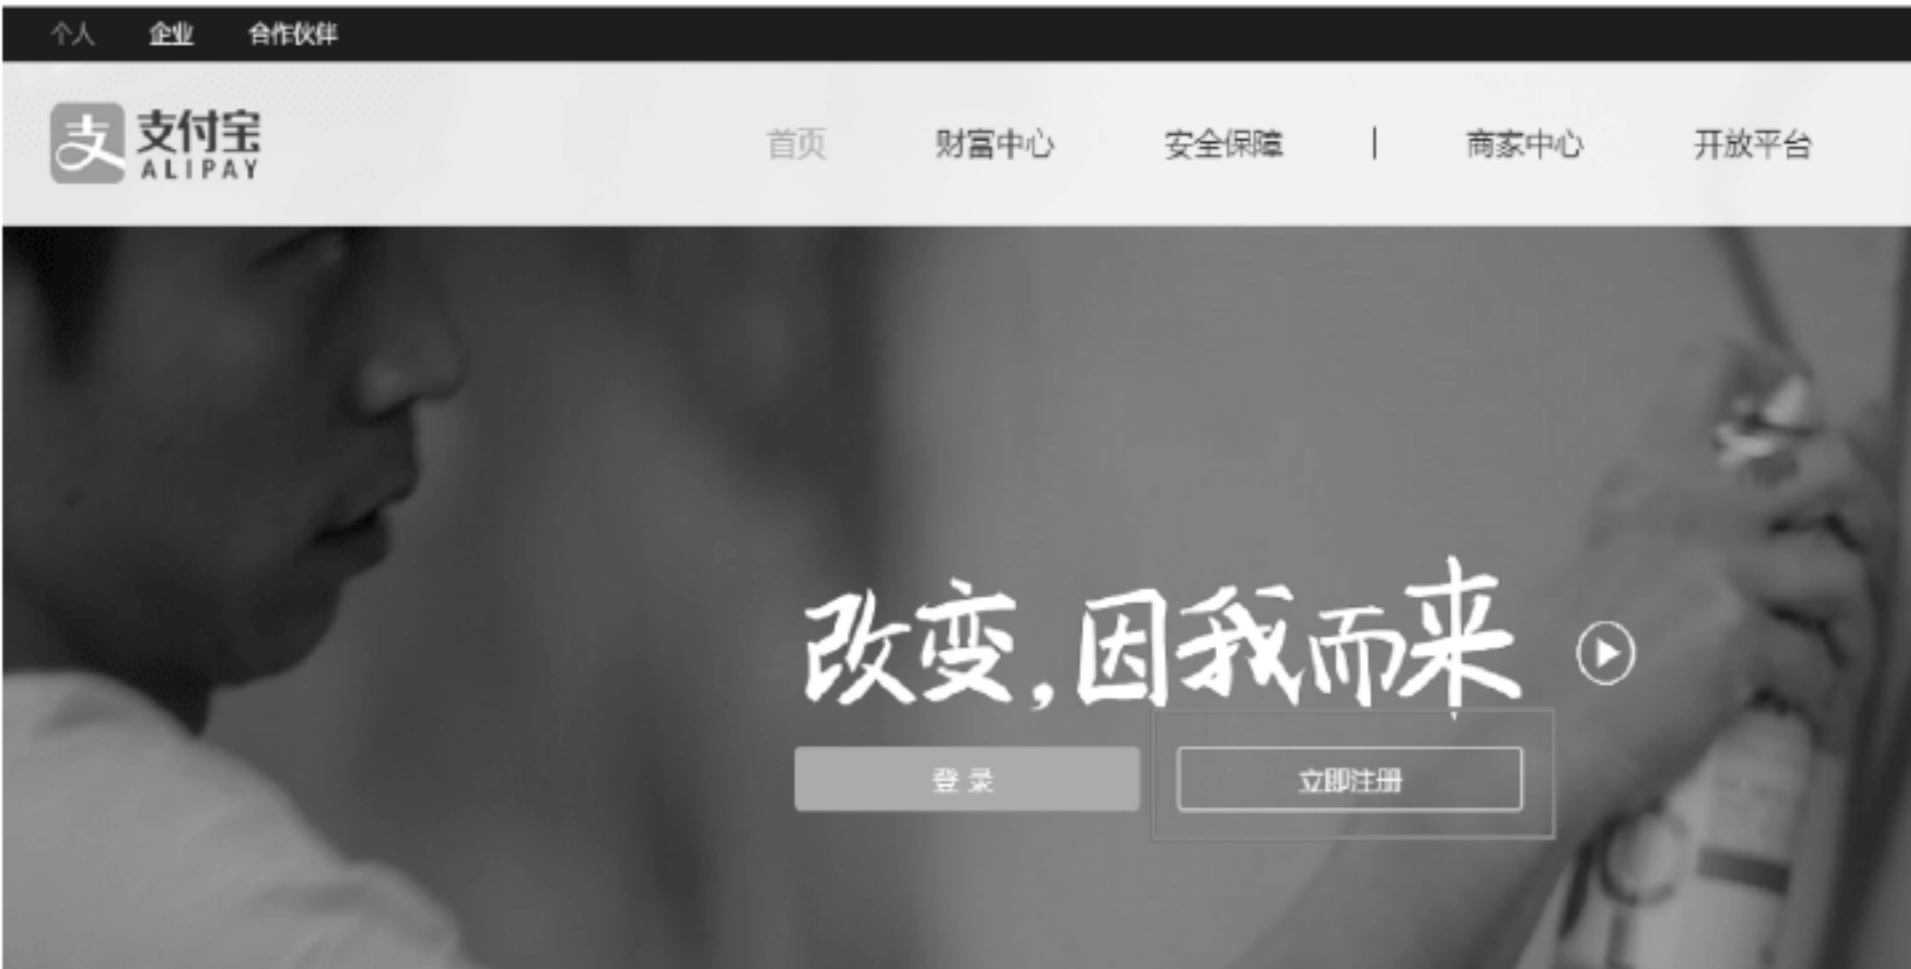 个人 企业 合作伙伴
支付宝
ALIPAY
首页 财富中心 安全保障 | 商家中心 开放平台
改变,因我而来
登录 立即注册